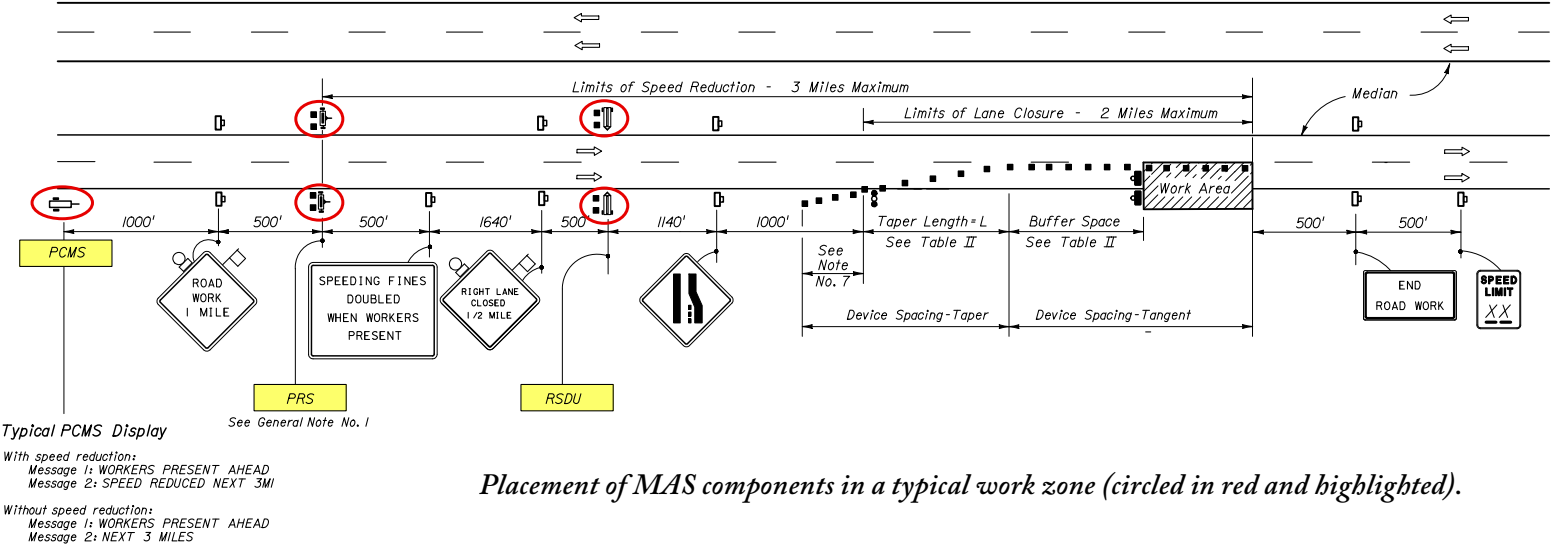 Limits of Speed Reduction - 3 Miles Maximum
Median
Limits of Lane Closure - 2 Miles Maximum
Work Area
1000' 500' 500' 1640' 500' 1140' 1000' Taper Length = L Buffer Space 500' 500'
See Table II See Table II
PCMS
See
Note
No. 7
ROAD
WORK
1 MILE
SPEEDING FINES
DOUBLED
WHEN WORKERS
PRESENT
RIGHT LANE
CLOSED
1/2 MILE
END
ROAD WORK
SPEED
LIMIT
XX
Device Spacing-Taper Device Spacing-Tangent
PRS
RSDU
See General Note No. 1
Typical PCMS Display
With speed reduction:
Message 1: WORKERS PRESENT AHEAD
Message 2: SPEED REDUCED NEXT 3MI
Without speed reduction:
Message 1: WORKERS PRESENT AHEAD
Message 2: NEXT 3 MILES
Placement of MAS components in a typical work zone (circled in red and highlighted).